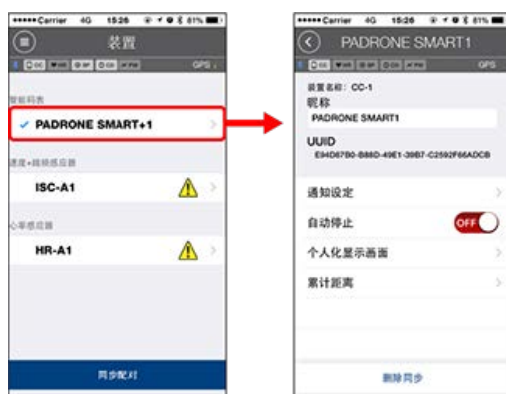 Carrier 4G 15:26 81%
装置
GPS
智能码表
PADRONE SMART+1
速度+踏频感应器
ISC-A1
心率感应器
HR-A1
同步配对
Carrier 4G 15:26 81%
PADRONE SMART1
GPS
装置名称: CC-1
昵称
PADRONE SMART1
UUID
E94D87B0-B88D-49E1-39B7-C2592F66ADCB
通知设定
自动停止 OFF
个人化显示画面
累计距离
删除同步